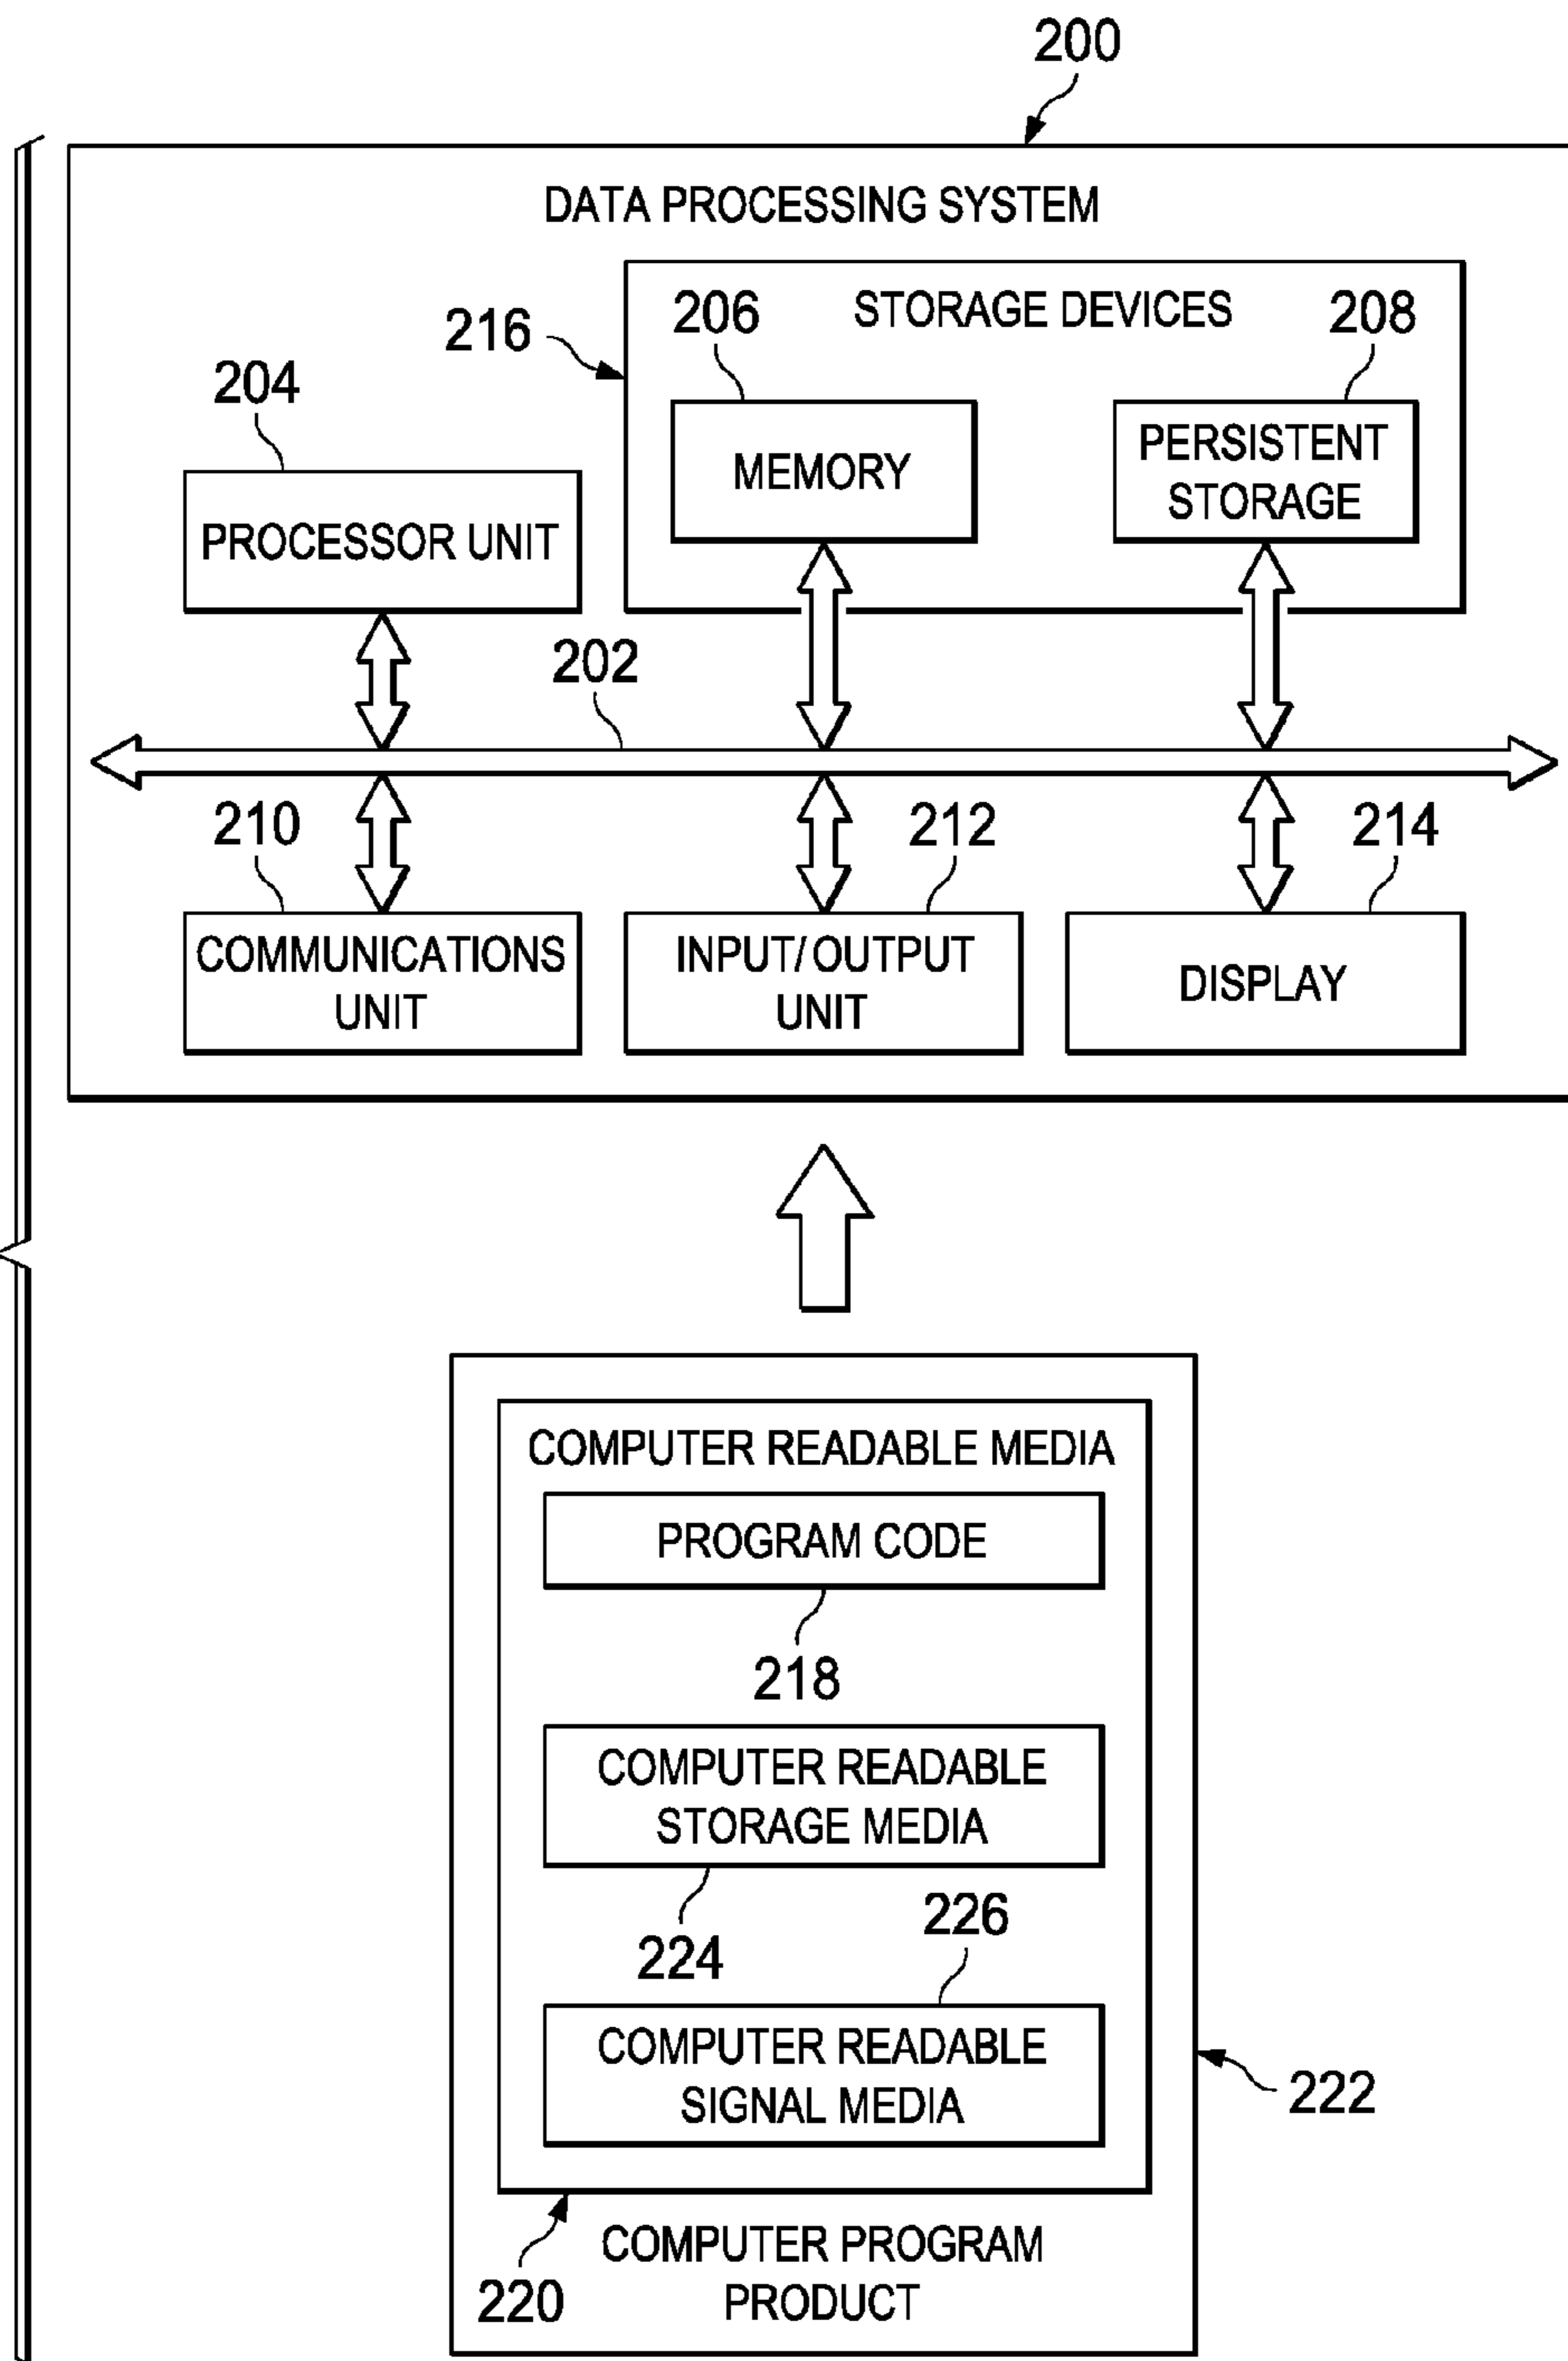 200
DATA PROCESSING SYSTEM
216
206
STORAGE DEVICES
208
204
MEMORY
PERSISTENT
STORAGE
PROCESSOR UNIT
202
210
212
214
COMMUNICATIONS
UNIT
INPUT/OUTPUT
UNIT
DISPLAY
COMPUTER READABLE MEDIA
PROGRAM CODE
218
COMPUTER READABLE
STORAGE MEDIA
224
226
COMPUTER READABLE
SIGNAL MEDIA
222
220
COMPUTER PROGRAM
PRODUCT